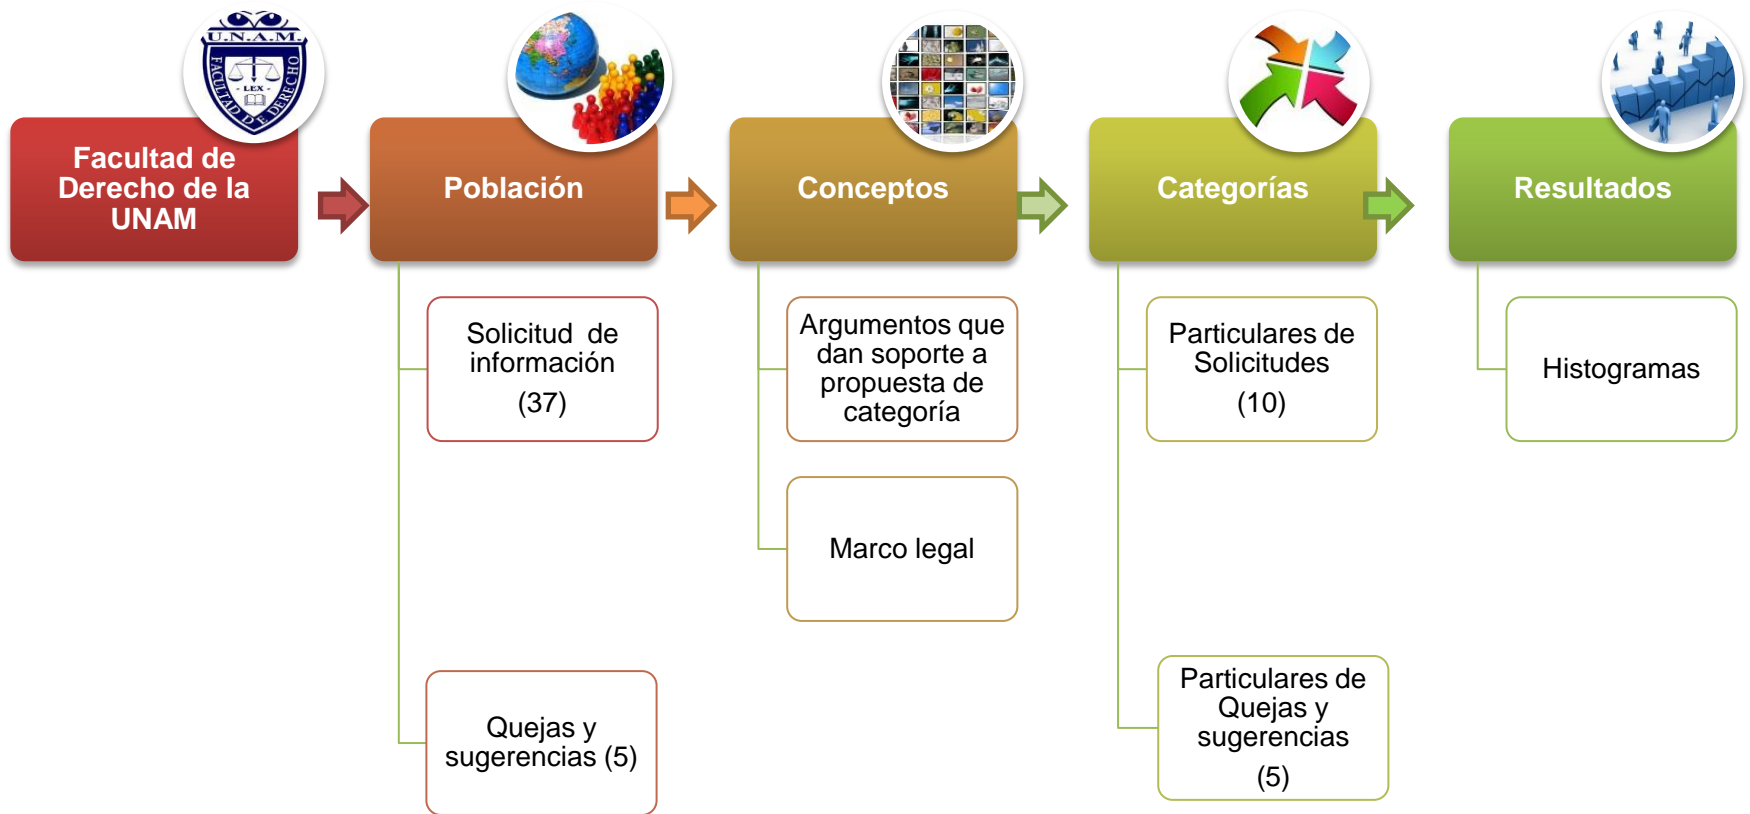 U.N.A.M.
- LEX -
FACULTAD DE DERECHO
Facultad de
Derecho de la
UNAM
Población
Conceptos
Categorías
Resultados
Solicitud de
información
(37)
Quejas y
sugerencias (5)
Argumentos que
dan soporte a
propuesta de
categoría
Marco legal
Particulares de
Solicitudes
(10)
Particulares de
Quejas y
sugerencias
(5)
Histogramas